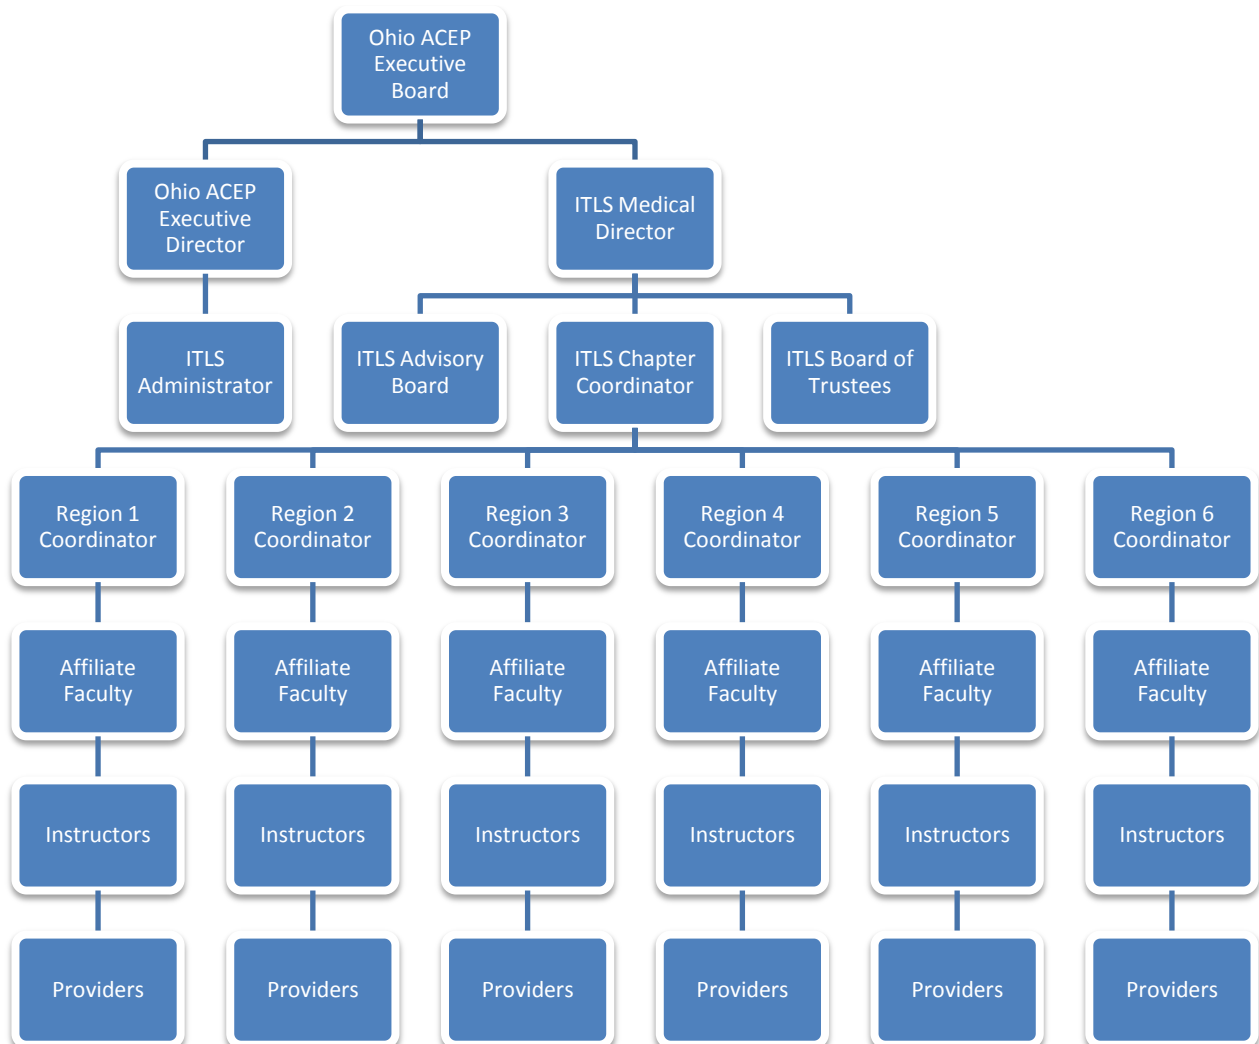 Ohio ACEP
Executive
Board
Ohio ACEP
Executive
Director
ITLS Medical
Director
ITLS
Administrator
ITLS Advisory
Board
ITLS Chapter
Coordinator
ITLS Board of
Trustees
Region 1
Coordinator
Region 2
Coordinator
Region 3
Coordinator
Region 4
Coordinator
Region 5
Coordinator
Region 6
Coordinator
Affiliate
Faculty
Affiliate
Faculty
Affiliate
Faculty
Affiliate
Faculty
Affiliate
Faculty
Affiliate
Faculty
Instructors
Instructors
Instructors
Instructors
Instructors
Instructors
Providers
Providers
Providers
Providers
Providers
Providers